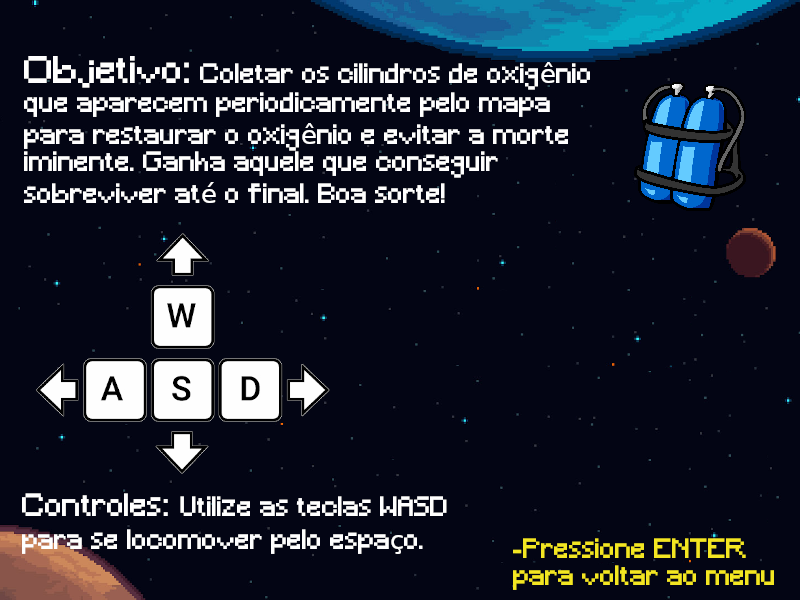 Objetivo: Coletar os cilindros de oxigênio
que aparecem periodicamente pelo mapa
para restaurar o oxigênio e evitar a morte
iminente. Ganha aquele que conseguir
sobreviver até o final. Boa sorte!
W
A S D
Controles: Utilize as teclas WASD
para se locomover pelo espaço.
-Pressione ENTER
para voltar ao menu